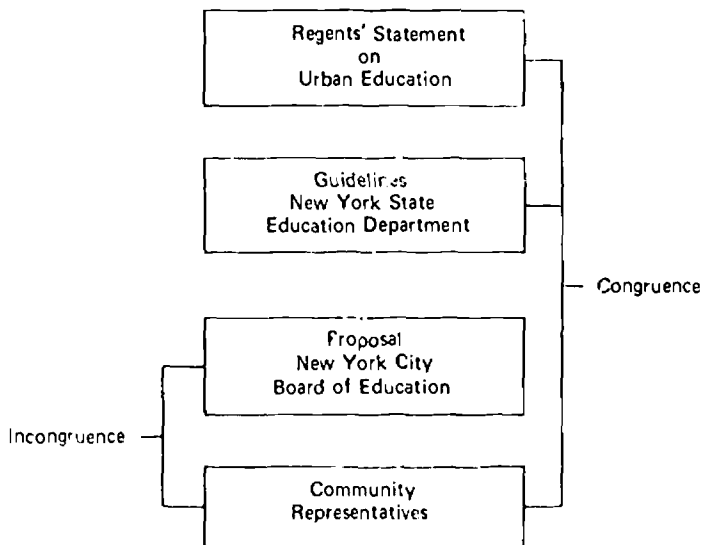 Regents' Statement
on
Urban Education
Guidelines
New York State
Education Department
Congruence
Proposal
New York City
Board of Education
Incongruence
Community
Representatives